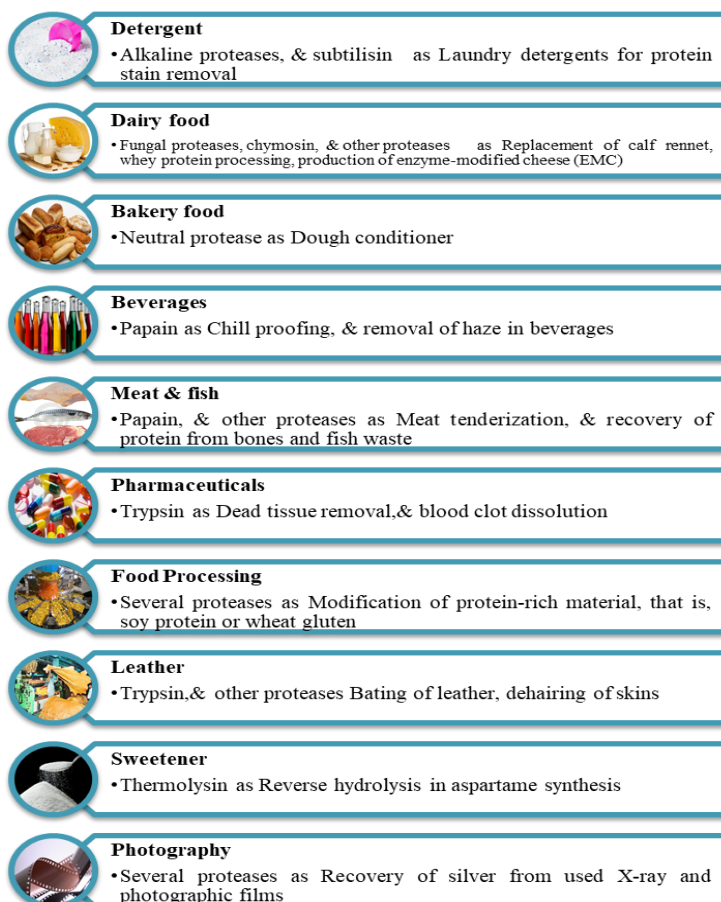 Detergent
•Alkaline proteases, & subtilisin as Laundry detergents for protein
stain removal
Dairy food
•Fungal proteases, chymosin, & other proteases as Replacement of calf rennet,
whey protein processing, production of enzyme-modified cheese (EMC)
Bakery food
•Neutral protease as Dough conditioner
Beverages
•Papain as Chill proofing, & removal of haze in beverages
Meat & fish
•Papain, & other proteases as Meat tenderization, & recovery of
protein from bones and fish waste
Pharmaceuticals
•Trypsin as Dead tissue removal,& blood clot dissolution
Food Processing
•Several proteases as Modification of protein-rich material, that is,
soy protein or wheat gluten
Leather
•Trypsin,& other proteases Bating of leather, dehairing of skins
Sweetener
•Thermolysin as Reverse hydrolysis in aspartame synthesis
Photography
•Several proteases as Recovery of silver from used X-ray and
photographic films